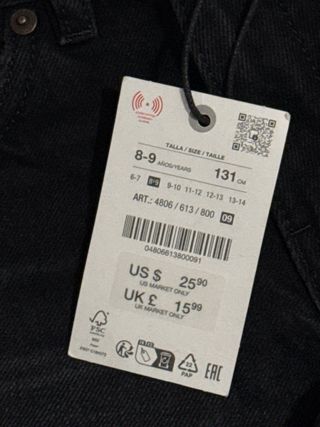 TALLA / SIZE / TAILLE
8-9 AÑOS/YEARS 131 CM
6-7 8-9 9-10 11-12 12-13 13-14
ART.: 4806 / 613 / 800 09
04806613800091
US $ 25.90
US MARKET ONLY
UK £ 15.99
UK MARKET ONLY
FSC
22
PAP
EAC